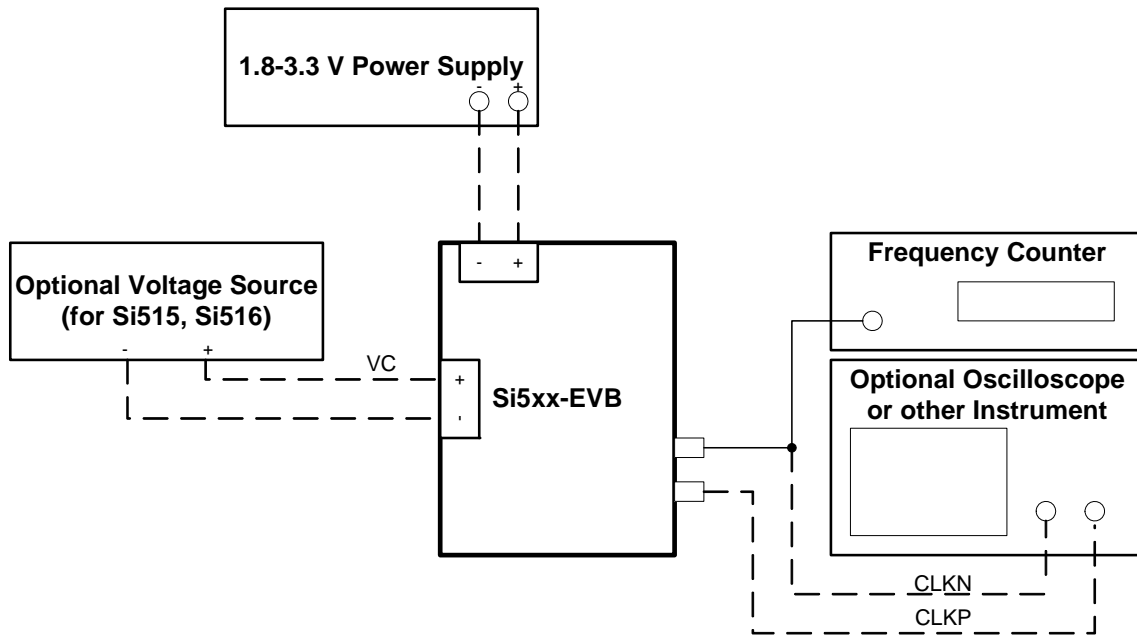 1.8-3.3 V Power Supply
- +
- +
Optional Voltage Source
(for Si515, Si516)
- +
VC
+
-
Si5xx-EVB
Frequency Counter
Optional Oscilloscope
or other Instrument
CLKN
CLKP